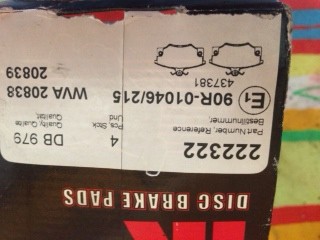 DISC BRAKE PADS
222322
Part Number, Reference
Bestellnummer,
4
Pcs, Stck
Und
DB 979
Quality, Qualite
Qualitat,
E1 90R-01046/215
WVA 20838
20839
437381